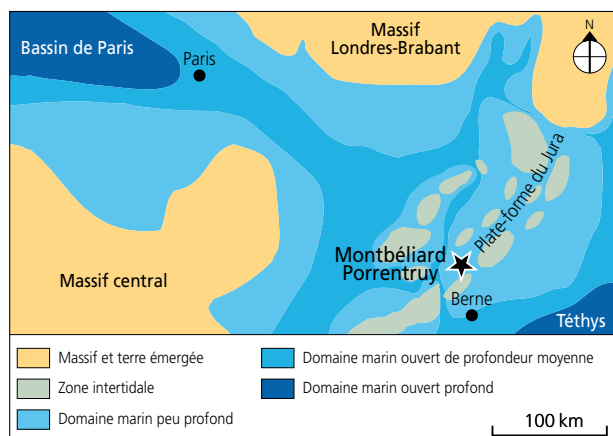 Bassin de Paris
Paris
Massif
Londres-Brabant
N
Plate-forme du Jura
Montbéliard
Porrentruy
Massif central
Berne
Téthys
Massif et terre émergée
Zone intertidale
Domaine marin peu profond
Domaine marin ouvert de profondeur moyenne
Domaine marin ouvert profond
100 km